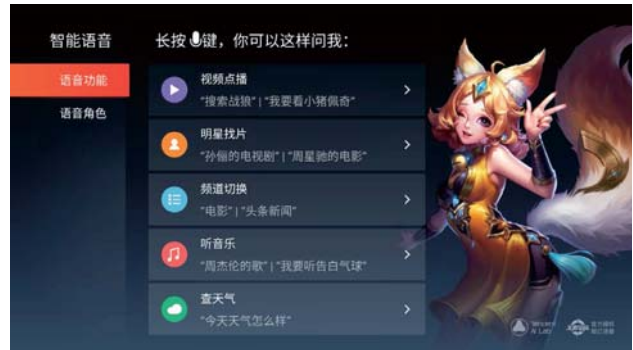 智能语音
长按键，你可以这样问我：
语音功能
语音角色
视频点播
“搜索战狼” | “我要看小猪佩奇”
明星找片
“孙俪的电视剧” | “周星驰的电影”
频道切换
“电影” | “头条新闻”
听音乐
“周杰伦的歌” | “我要听告白气球”
查天气
“今天天气怎么样”
Tencent
AI Lab